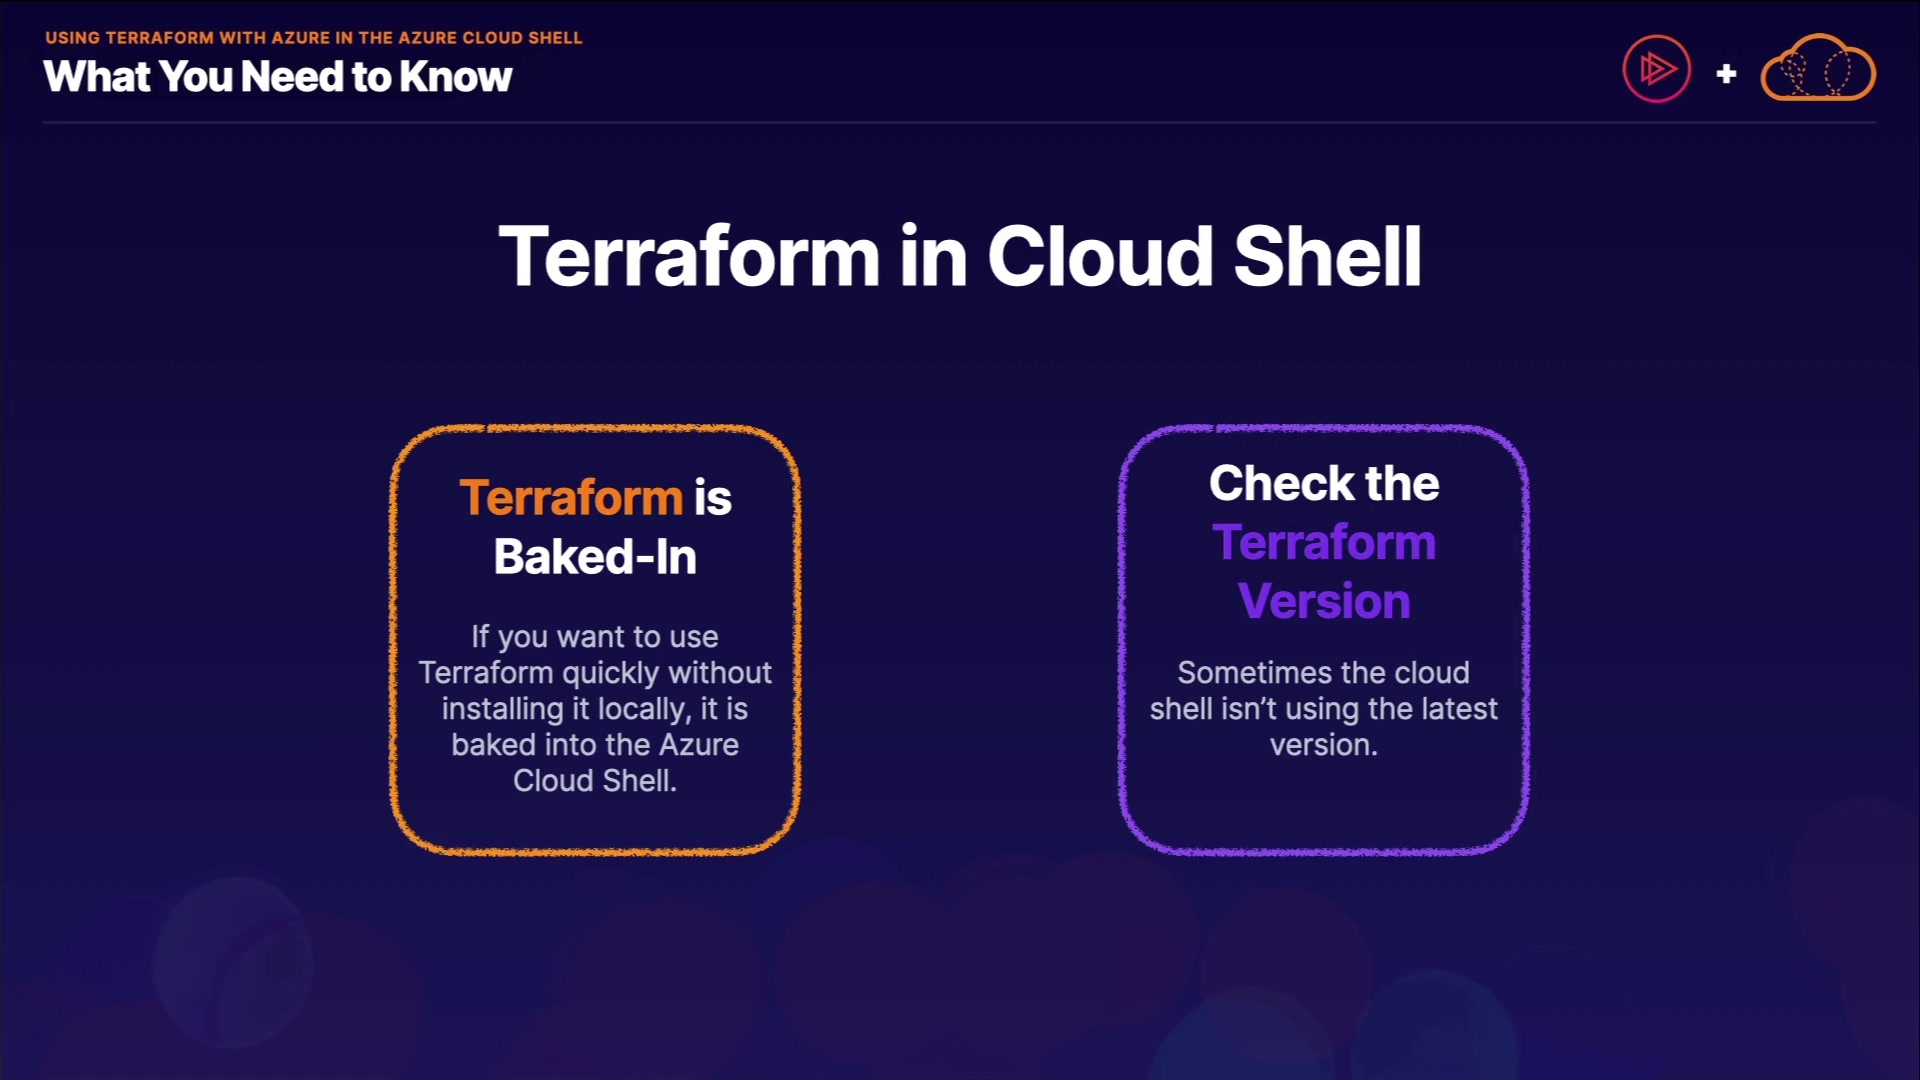 USING TERRAFORM WITH AZURE IN THE AZURE CLOUD SHELL
What You Need to Know
+
Terraform in Cloud Shell
Terraform is
Baked-In
If you want to use
Terraform quickly without
installing it locally, it is
baked into the Azure
Cloud Shell.
Check the
Terraform
Version
Sometimes the cloud
shell isn’t using the latest
version.